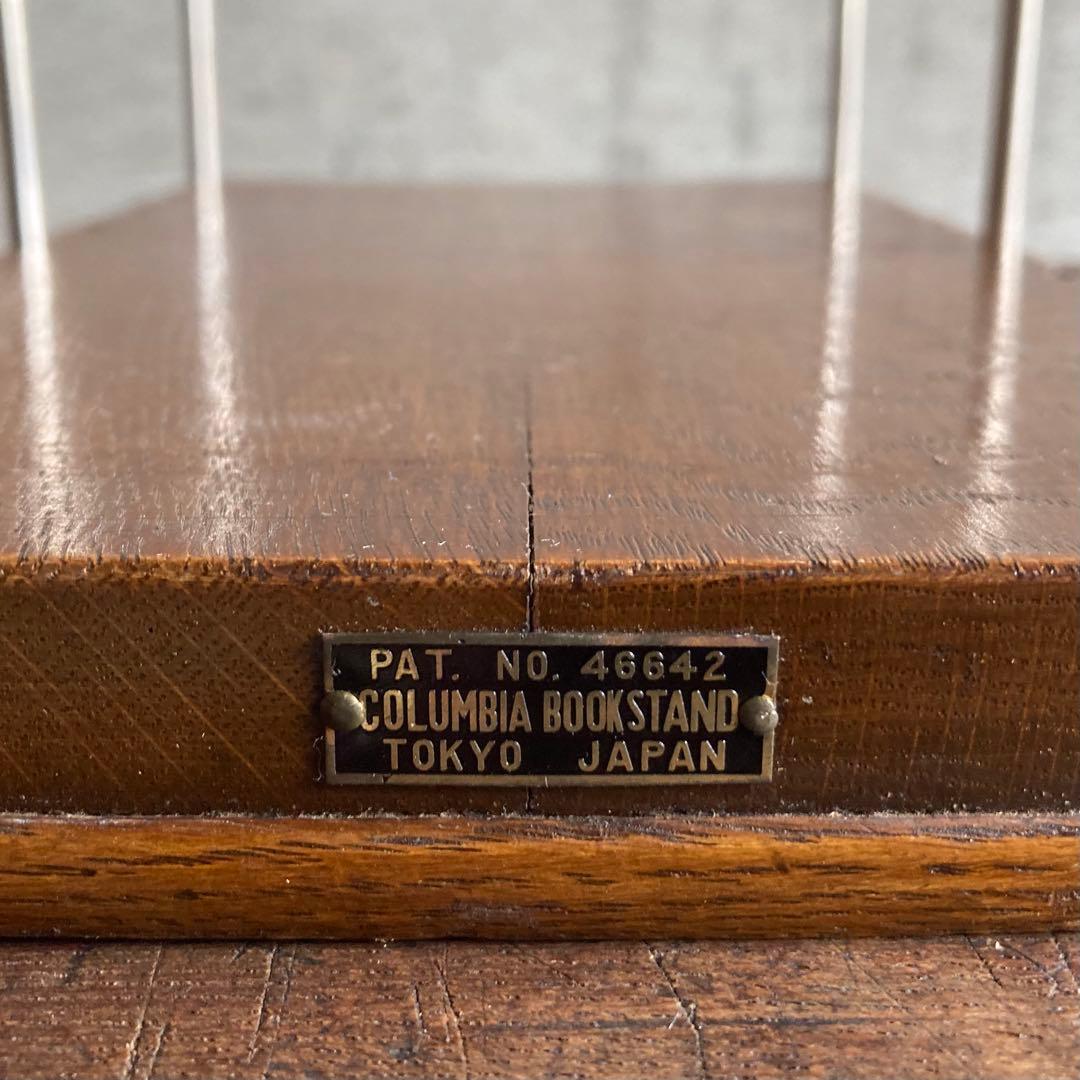 PAT. NO. 46642
COLUMBIA BOOKSTAND
TOKYO JAPAN